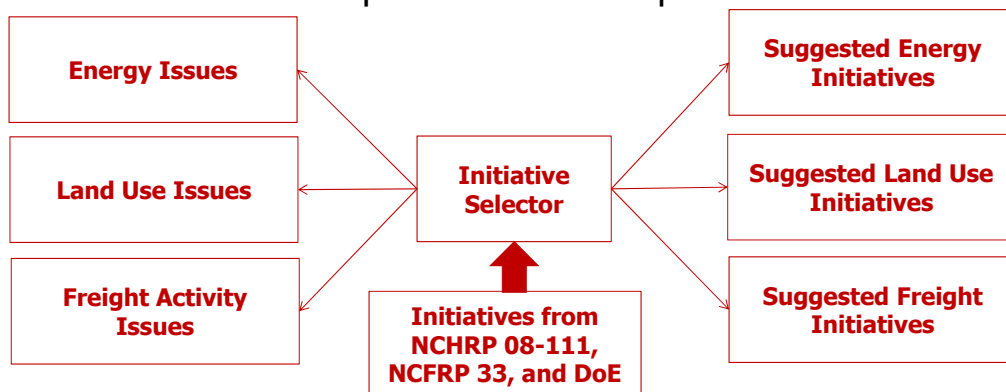 Energy Issues
Land Use Issues
Freight Activity
Issues
Initiative
Selector
Initiatives from
NCHRP 08-111,
NCFRP 33, and DoE
Suggested Energy
Initiatives
Suggested Land Use
Initiatives
Suggested Freight
Initiatives